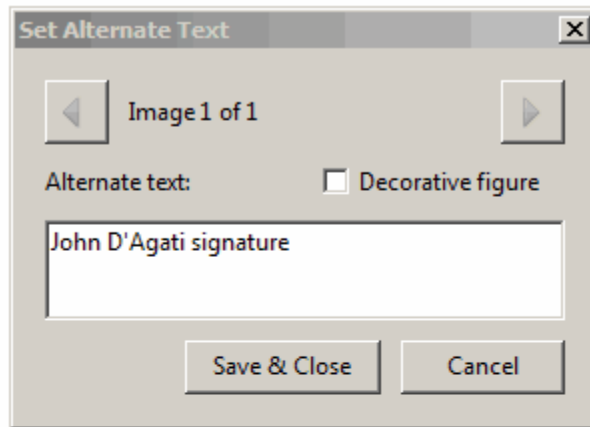 Set Alternate Text
Image 1 of 1
Alternate text: Decorative figure
John D'Agati signature
Save & Close Cancel